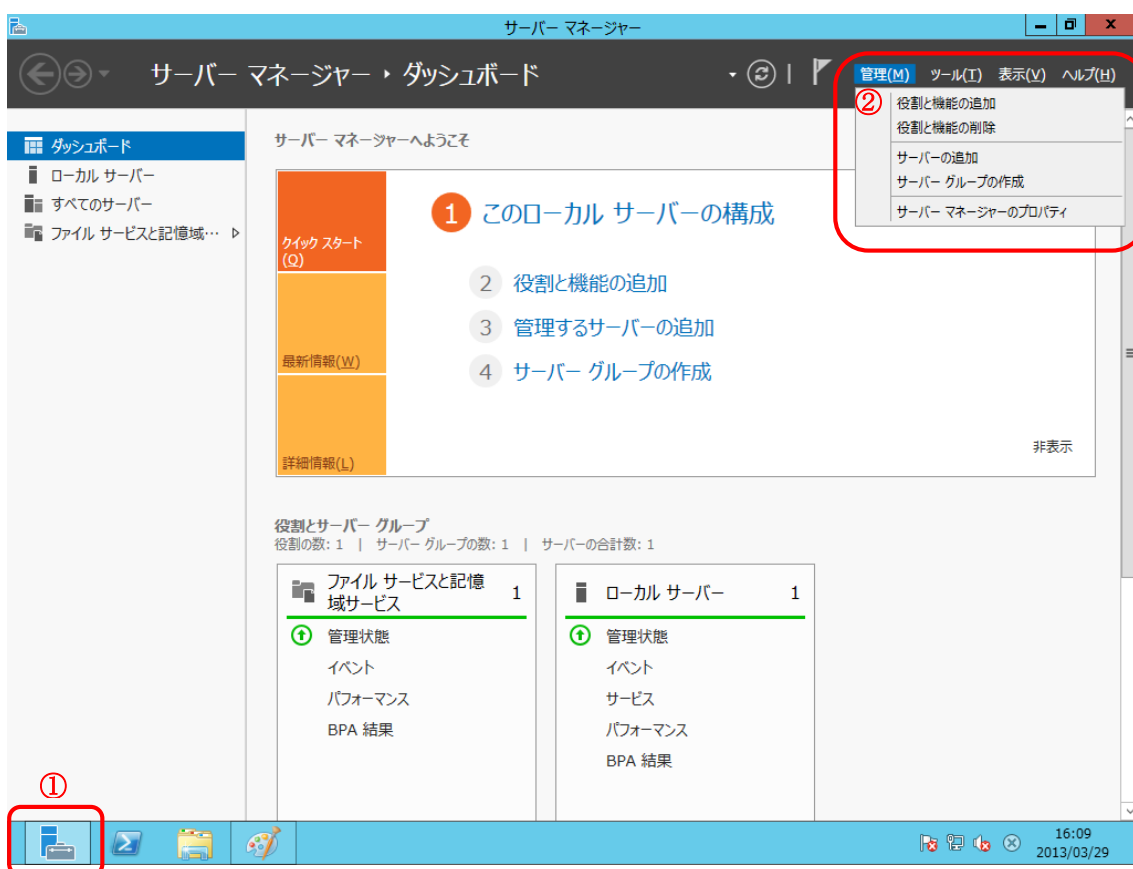 サーバー マネージャー
サーバー マネージャー ・ ダッシュボード
管理(M) ツール(T) 表示(V) ヘルプ(H)
②
役割と機能の追加
役割と機能の削除
サーバーの追加
サーバー グループの作成
サーバー マネージャーのプロパティ
ダッシュボード
ローカル サーバー
すべてのサーバー
ファイル サービスと記憶域…
サーバー マネージャーへようこそ
クイック スタート
(Q)
最新情報(W)
詳細情報(L)
1 このローカル サーバーの構成
2 役割と機能の追加
3 管理するサーバーの追加
4 サーバー グループの作成
非表示
役割とサーバー グループ
役割の数: 1 | サーバー グループの数: 1 | サーバーの合計数: 1
ファイル サービスと記憶
域サービス
1
管理状態
イベント
パフォーマンス
BPA 結果
ローカル サーバー 1
管理状態
イベント
サービス
パフォーマンス
BPA 結果
①
16:09
2013/03/29